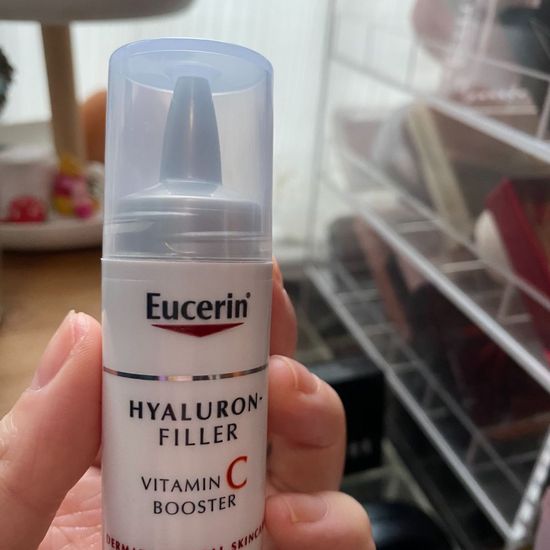 Eucerin®
HYALURON-
FILLER
VITAMIN C
BOOSTER